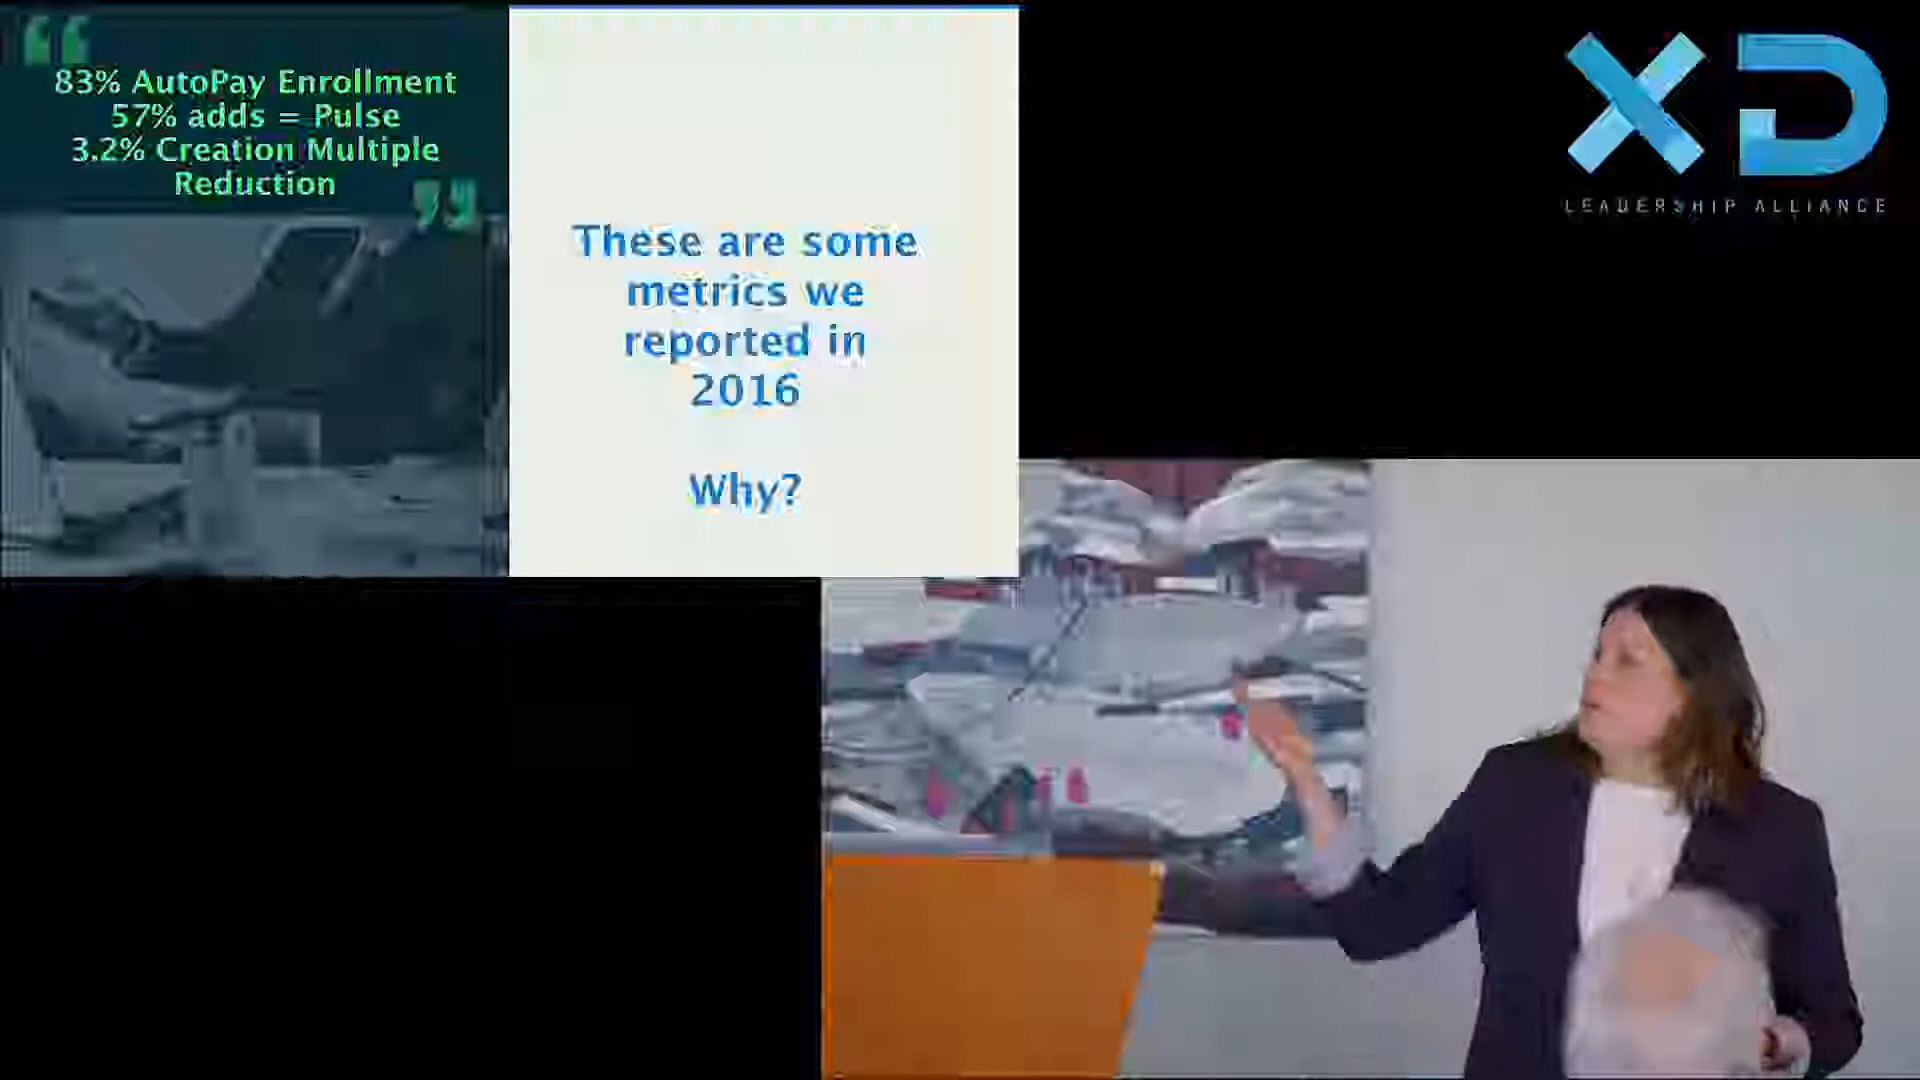 83% AutoPay Enrollment
57% adds = Pulse
3.2% Creation Multiple
Reduction
These are some
metrics we
reported in
2016
Why?
XD
LEADERSHIP ALLIANCE